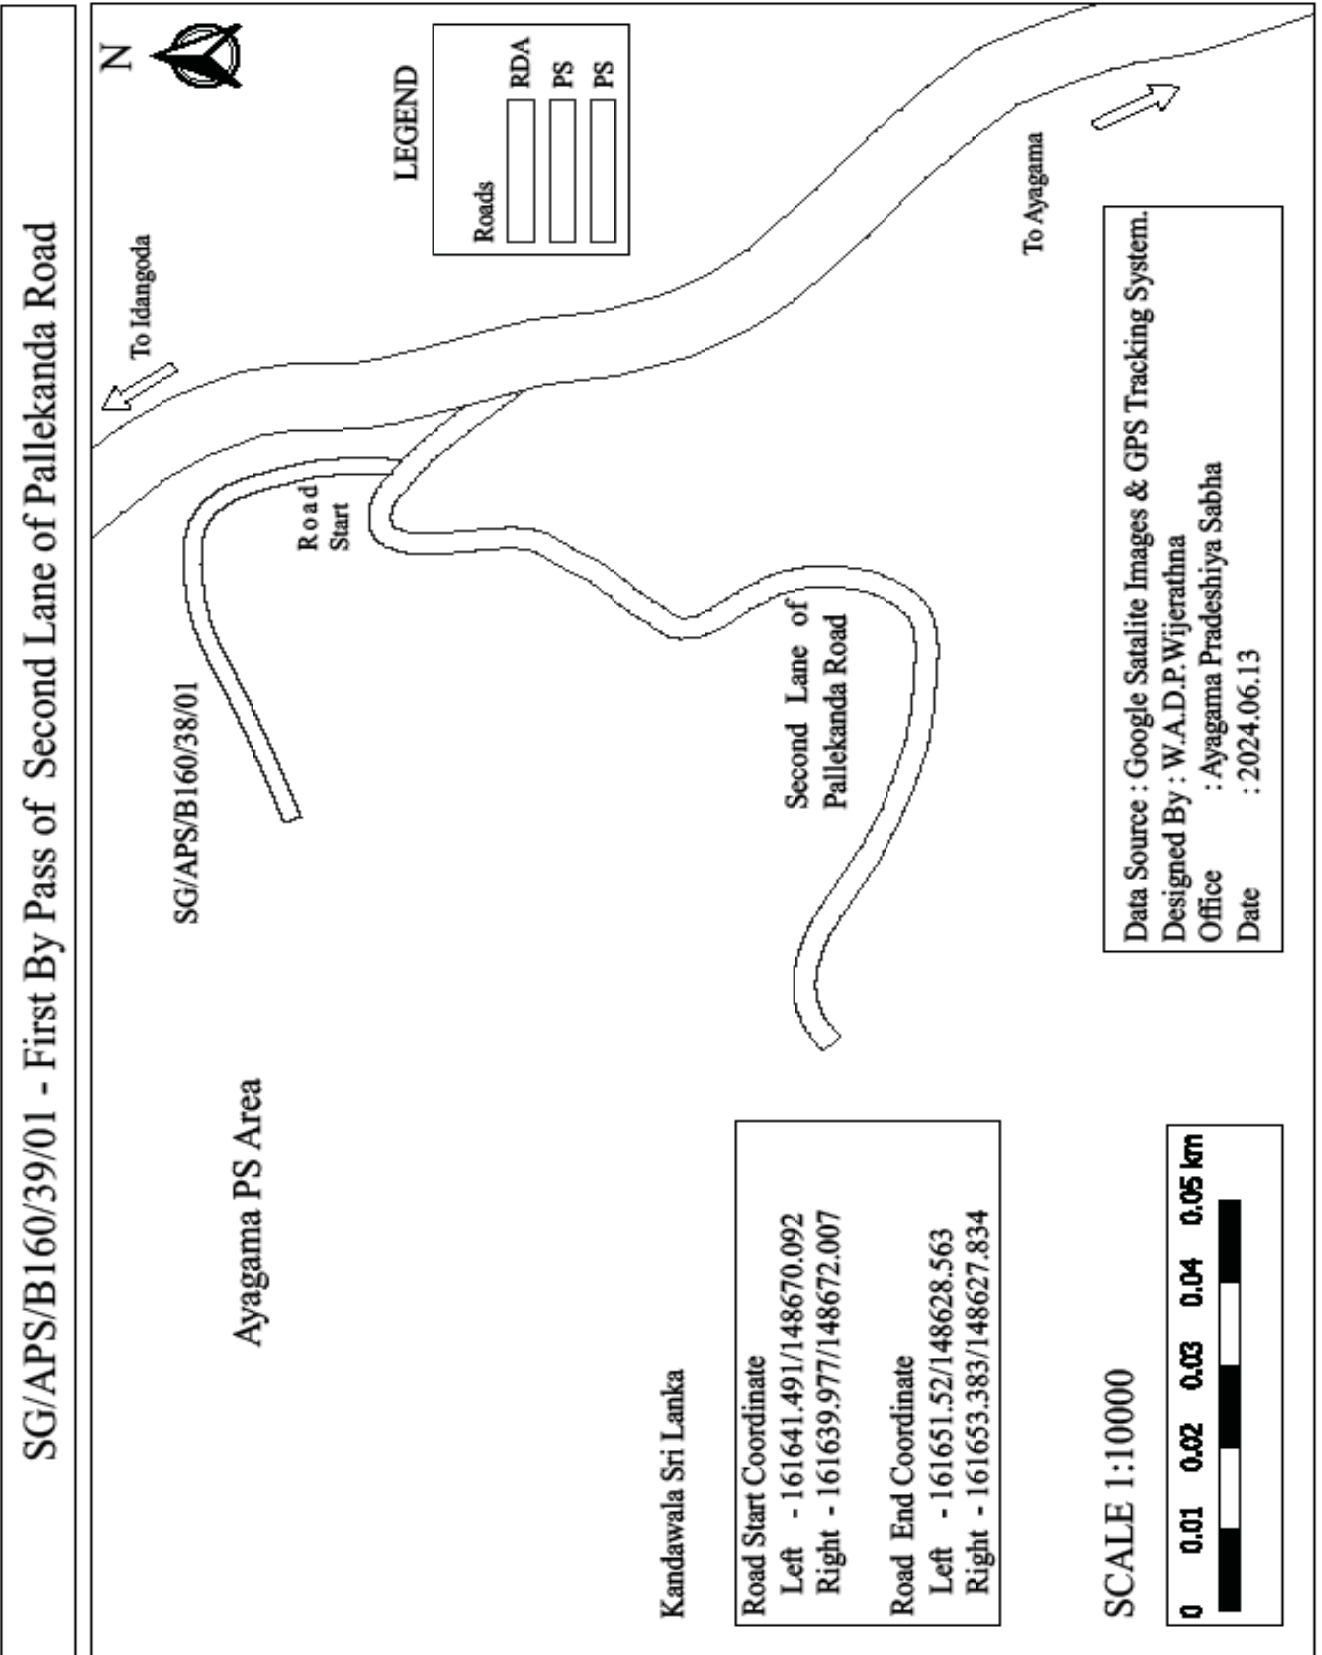 SG/APS/B160/39/01 - First By Pass of Second Lane of Pallekanda Road
N
To Idangoda
LEGEND
Roads
RDA
PS
PS
SG/APS/B160/38/01
Road
Start
Ayagama PS Area
Second Lane of
Pallekanda Road
To Ayagama
Kandawala Sri Lanka
Road Start Coordinate
Left - 161641.491/148670.092
Right - 161639.977/148672.007
Road End Coordinate
Left - 161651.52/148628.563
Right - 161653.383/148627.834
SCALE 1:10000
0 0.01 0.02 0.03 0.04 0.05 km
Data Source : Google Satalite Images & GPS Tracking System.
Designed By : W.A.D.P.Wijerathna
Office : Ayagama Pradeshiya Sabha
Date : 2024.06.13